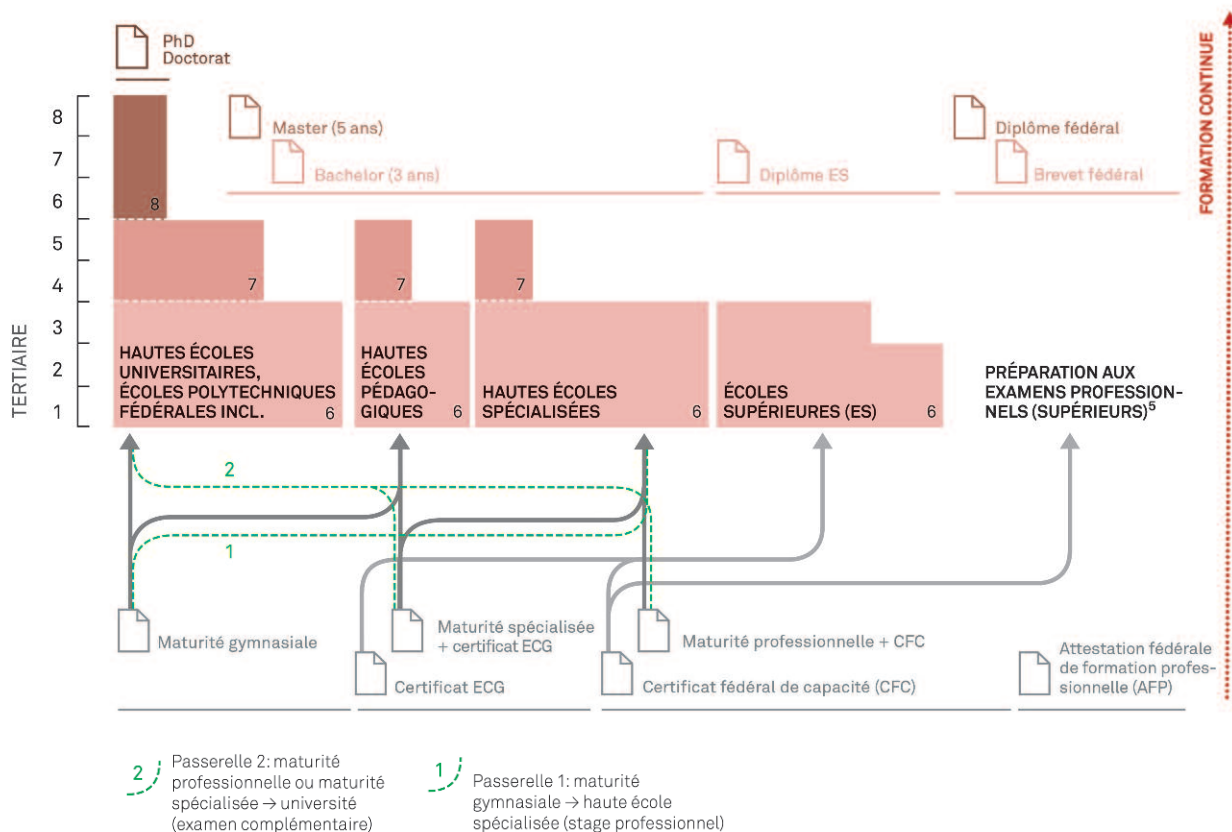 PhD
Doctorat
FORMATION CONTINUE
8
7
6
5
4
3
2
1
TERTIAIRE
Master (5 ans)
Bachelor (3 ans)
Diplôme ES
Diplôme fédéral
Brevet fédéral
8
7
7
7
HAUTES ÉCOLES
UNIVERSITAIRES,
ÉCOLES POLYTECHNIQUES
FÉDÉRALES INCL.
6
HAUTES
ÉCOLES
PÉDAGO-
GIQUES
6
HAUTES ÉCOLES
SPÉCIALISÉES
6
ÉCOLES
SUPÉRIEURES (ES)
6
PRÉPARATION AUX
EXAMENS PROFESSION-
NELS (SUPÉRIEURS)⁵
2
1
Maturité gymnasiale
Maturité spécialisée
+ certificat ECG
Maturité professionnelle + CFC
Certificat ECG
Certificat fédéral de capacité (CFC)
Attestation fédérale
de formation profes-
sionnelle (AFP)
2
Passerelle 2: maturité
professionnelle ou maturité
spécialisée → université
(examen complémentaire)
1
Passerelle 1: maturité
gymnasiale → haute école
spécialisée (stage professionnel)